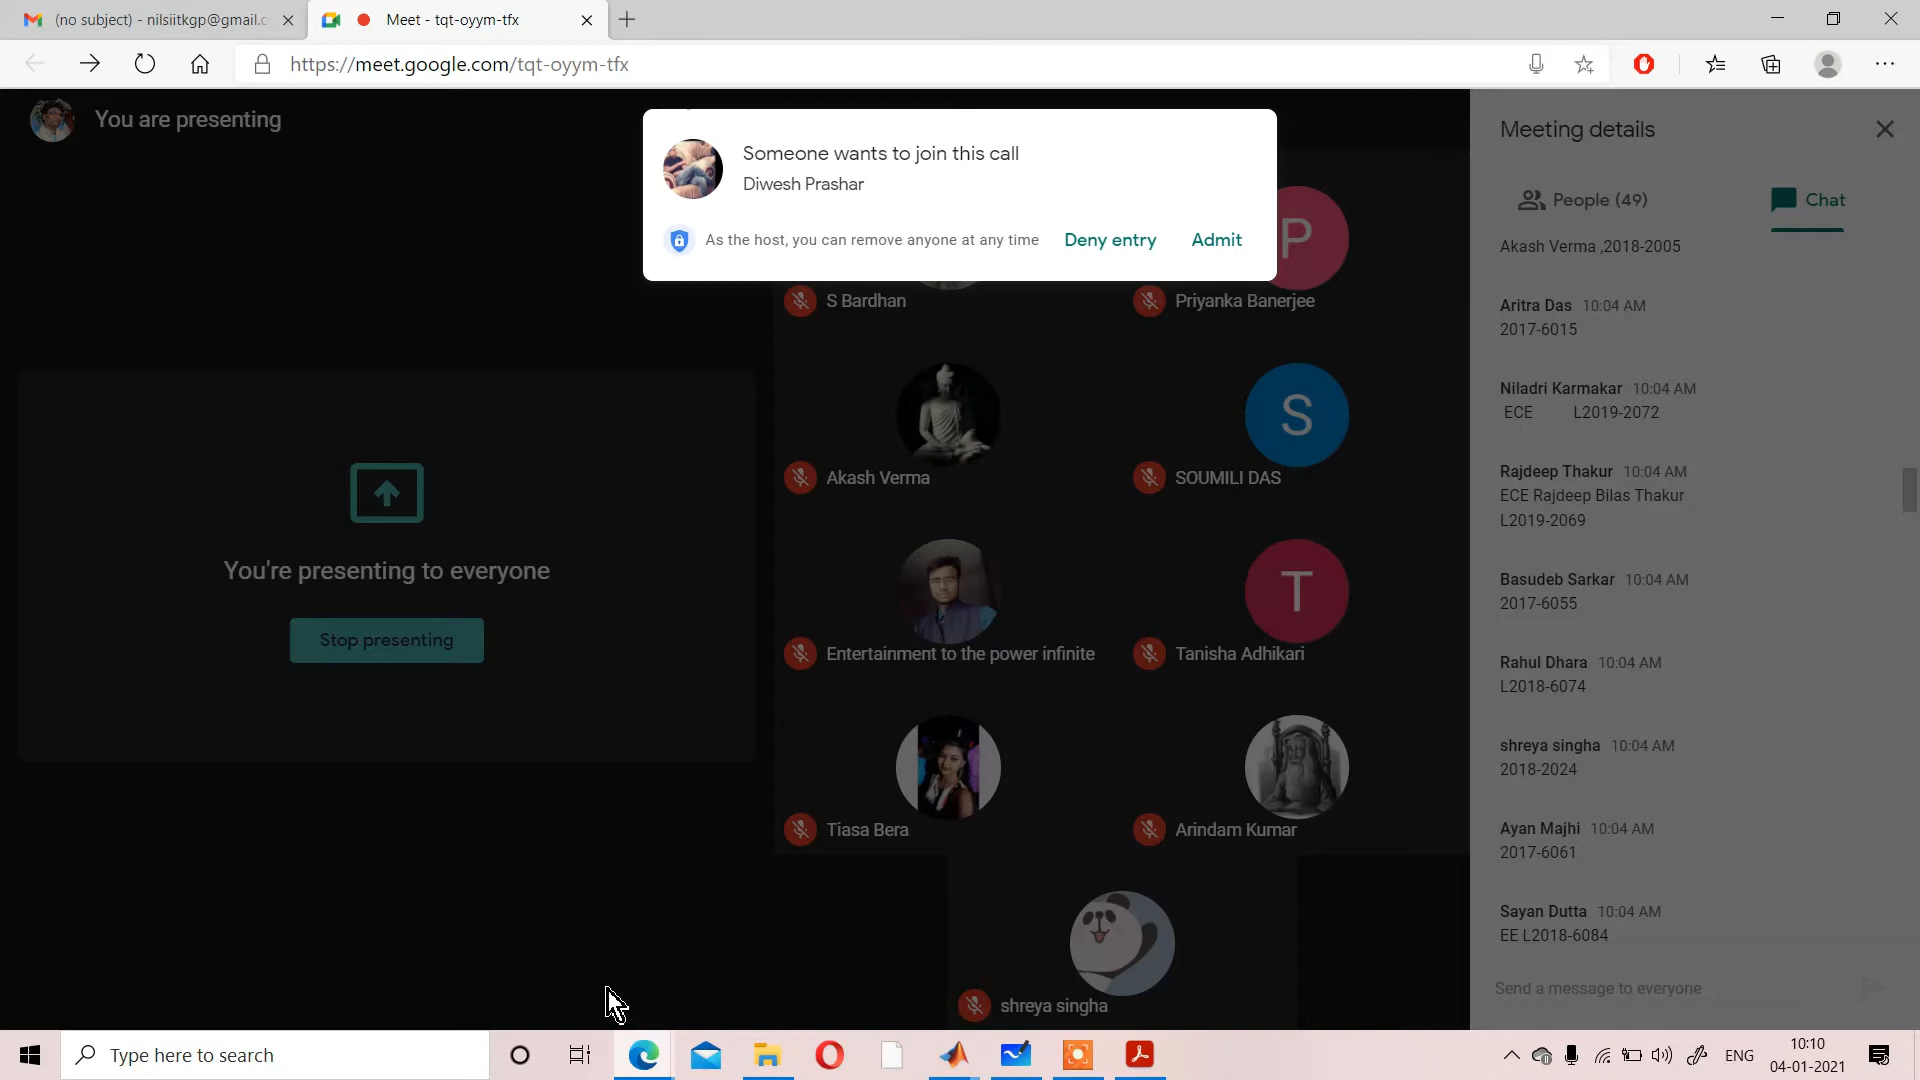 (no subject) - nilsiitkgp@gmail.c
Meet - tqt-oyym-tfx
https://meet.google.com/tqt-oyym-tfx
You are presenting
Someone wants to join this call
Diwesh Prashar
As the host, you can remove anyone at any time
Deny entry
Admit
Meeting details
People (49)
Chat
You're presenting to everyone
Stop presenting
P
S Bardhan
Priyanka Banerjee
S
Akash Verma
SOUMILI DAS
T
Entertainment to the power infinite
Tanisha Adhikari
Tiasa Bera
Arindam Kumar
shreya singha
Akash Verma ,2018-2005
Aritra Das 10:04 AM
2017-6015
Niladri Karmakar 10:04 AM
ECE L2019-2072
Rajdeep Thakur 10:04 AM
ECE Rajdeep Bilas Thakur
L2019-2069
Basudeb Sarkar 10:04 AM
2017-6055
Rahul Dhara 10:04 AM
L2018-6074
shreya singha 10:04 AM
2018-2024
Ayan Majhi 10:04 AM
2017-6061
Sayan Dutta 10:04 AM
EE L2018-6084
Send a message to everyone
Type here to search
ENG
10:10
04-01-2021